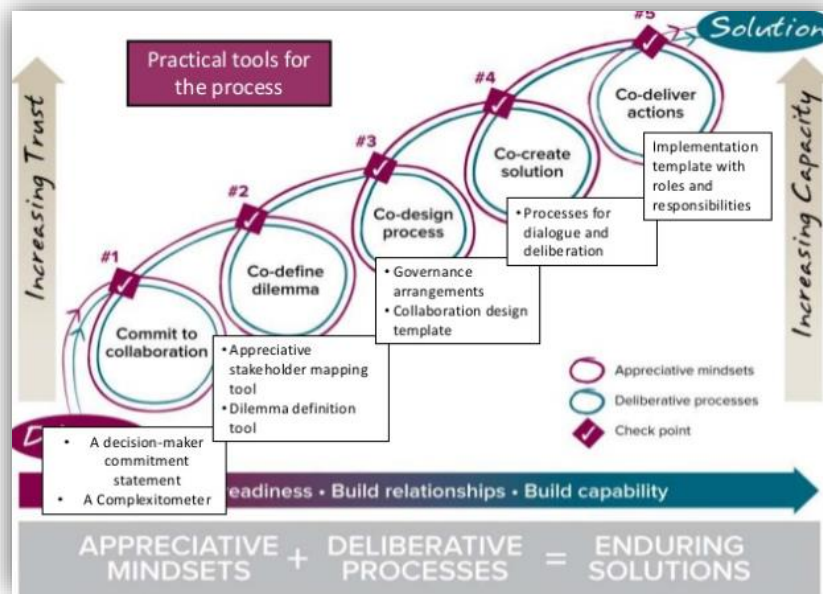 #5
Solution
Practical tools for
the process
#4
Co-deliver
actions
#3
Co-create
solution
Implementation
template with
roles and
responsibilities
#2
Co-design
process
• Processes for
dialogue and
deliberation
#1
Co-define
dilemma
• Governance
arrangements
• Collaboration design
template
Commit to
collaboration
• Appreciative
stakeholder mapping
tool
• Dilemma definition
tool
Increasing Trust
Increasing Capacity
Appreciative mindsets
Deliberative processes
Check point
• A decision-maker
commitment
statement
• A Complexitometer
readiness • Build relationships • Build capability
APPRECIATIVE
MINDSETS
+
DELIBERATIVE
PROCESSES
=
ENDURING
SOLUTIONS